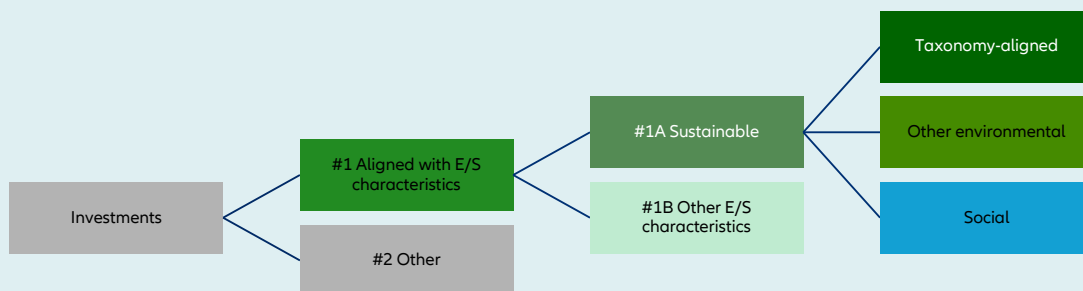 Investments
#1 Aligned with E/S
characteristics
#2 Other
#1A Sustainable
#1B Other E/S
characteristics
Taxonomy-aligned
Other environmental
Social